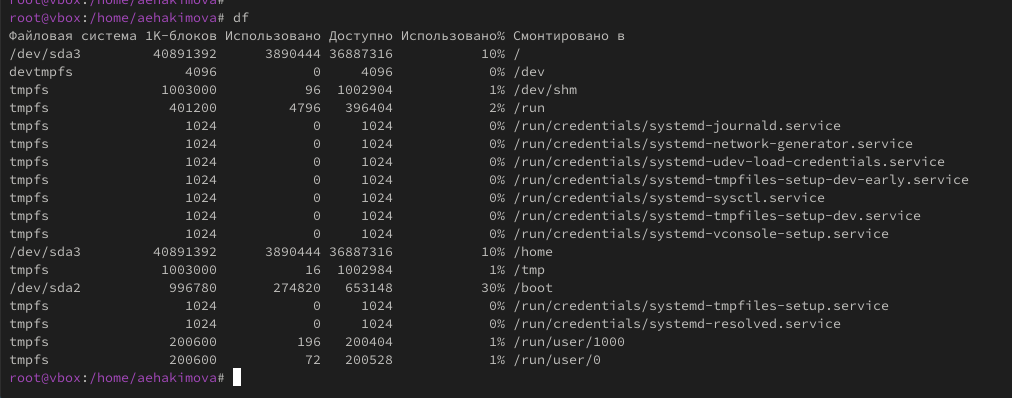 root@vbox:/home/aehakimova#
root@vbox:/home/aehakimova# df
Файловая система 1K-блоков Использовано Доступно Использовано% Смонтировано в
/dev/sda3         40891392      3890444 36887316           10% /
devtmpfs              4096            0     4096            0% /dev
tmpfs              1003000           96  1002904            1% /dev/shm
tmpfs               401200         4796   396404            2% /run
tmpfs                 1024            0     1024            0% /run/credentials/systemd-journald.service
tmpfs                 1024            0     1024            0% /run/credentials/systemd-network-generator.service
tmpfs                 1024            0     1024            0% /run/credentials/systemd-udev-load-credentials.service
tmpfs                 1024            0     1024            0% /run/credentials/systemd-tmpfiles-setup-dev-early.service
tmpfs                 1024            0     1024            0% /run/credentials/systemd-sysctl.service
tmpfs                 1024            0     1024            0% /run/credentials/systemd-tmpfiles-setup-dev.service
tmpfs                 1024            0     1024            0% /run/credentials/systemd-vconsole-setup.service
/dev/sda3         40891392      3890444 36887316           10% /home
tmpfs              1003000           16  1002984            1% /tmp
/dev/sda2           996780       274820   653148           30% /boot
tmpfs                 1024            0     1024            0% /run/credentials/systemd-tmpfiles-setup.service
tmpfs                 1024            0     1024            0% /run/credentials/systemd-resolved.service
tmpfs               200600          196   200404            1% /run/user/1000
tmpfs               200600           72   200528            1% /run/user/0
root@vbox:/home/aehakimova#